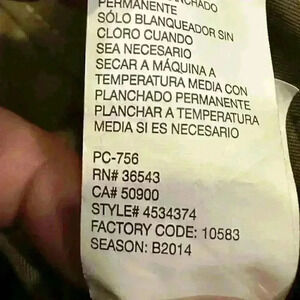 PLANCHADO
PERMANENTE
SÓLO BLANQUEADOR SIN
CLORO CUANDO
SEA NECESARIO
SECAR A MÁQUINA A
TEMPERATURA MEDIA CON
PLANCHADO PERMANENTE
PLANCHAR A TEMPERATURA
MEDIA SI ES NECESARIO
PC-756
RN# 36543
CA# 50900
STYLE# 4534374
FACTORY CODE: 10583
SEASON: B2014